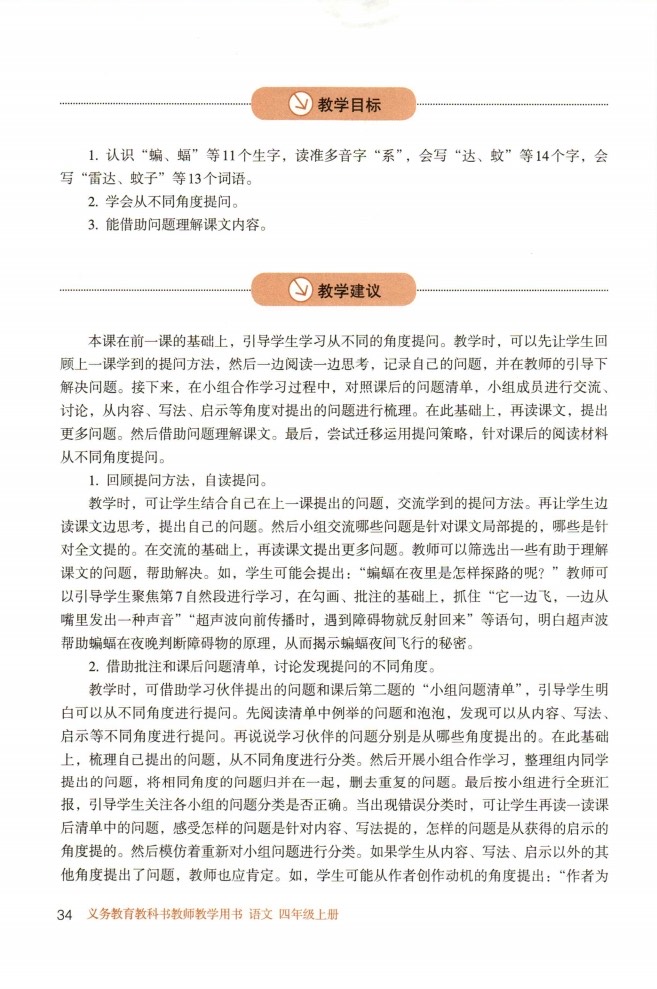 教学目标
1. 认识“蝙、蝠”等11个生字，读准多音字“系”，会写“达、蚊”等14个字，会
写“雷达、蚊子”等13个词语。
2. 学会从不同角度提问。
3. 能借助问题理解课文内容。
教学建议
本课在前一课的基础上，引导学生学习从不同的角度提问。教学时，可以先让学生回
顾上一课学到的提问方法，然后一边阅读一边思考，记录自己的问题，并在教师的引导下
解决问题。接下来，在小组合作学习过程中，对照课后的问题清单，小组成员进行交流、
讨论，从内容、写法、启示等角度对提出的问题进行梳理。在此基础上，再读课文，提出
更多问题。然后借助问题理解课文。最后，尝试迁移运用提问策略，针对课后的阅读材料
从不同角度提问。
1. 回顾提问方法，自读提问。
教学时，可让学生结合自己在上一课提出的问题，交流学到的提问方法。再让学生边
读课文边思考，提出自己的问题。然后小组交流哪些问题是针对课文局部提的，哪些是针
对全文提的。在交流的基础上，再读课文提出更多问题。教师可以筛选出一些有助于理解
课文的问题，帮助解决。如，学生可能会提出：“蝙蝠在夜里是怎样探路的呢？”教师可
以引导学生聚焦第7自然段进行学习，在勾画、批注的基础上，抓住“它一边飞，一边从
嘴里发出一种声音”“超声波向前传播时，遇到障碍物就反射回来”等语句，明白超声波
帮助蝙蝠在夜晚判断障碍物的原理，从而揭示蝙蝠夜间飞行的秘密。
2. 借助批注和课后问题清单，讨论发现提问的不同角度。
教学时，可借助学习伙伴提出的问题和课后第二题的“小组问题清单”，引导学生明
白可以从不同角度进行提问。先阅读清单中例举的问题和泡泡，发现可以从内容、写法、
启示等不同角度进行提问。再说说学习伙伴的问题分别是从哪些角度提出的。在此基础
上，梳理自己提出的问题，从不同角度进行分类。然后开展小组合作学习，整理组内同学
提出的问题，将相同角度的问题归并在一起，删去重复的问题。最后按小组进行全班汇
报，引导学生关注各小组的问题分类是否正确。当出现错误分类时，可让学生再读一读课
后清单中的问题，感受怎样的问题是针对内容、写法提的，怎样的问题是从获得的启示的
角度提的。然后模仿着重新对小组问题进行分类。如果学生从内容、写法、启示以外的其
他角度提出了问题，教师也应肯定。如，学生可能从作者创作动机的角度提出：“作者为
34 义务教育教科书教师教学用书 语文 四年级上册